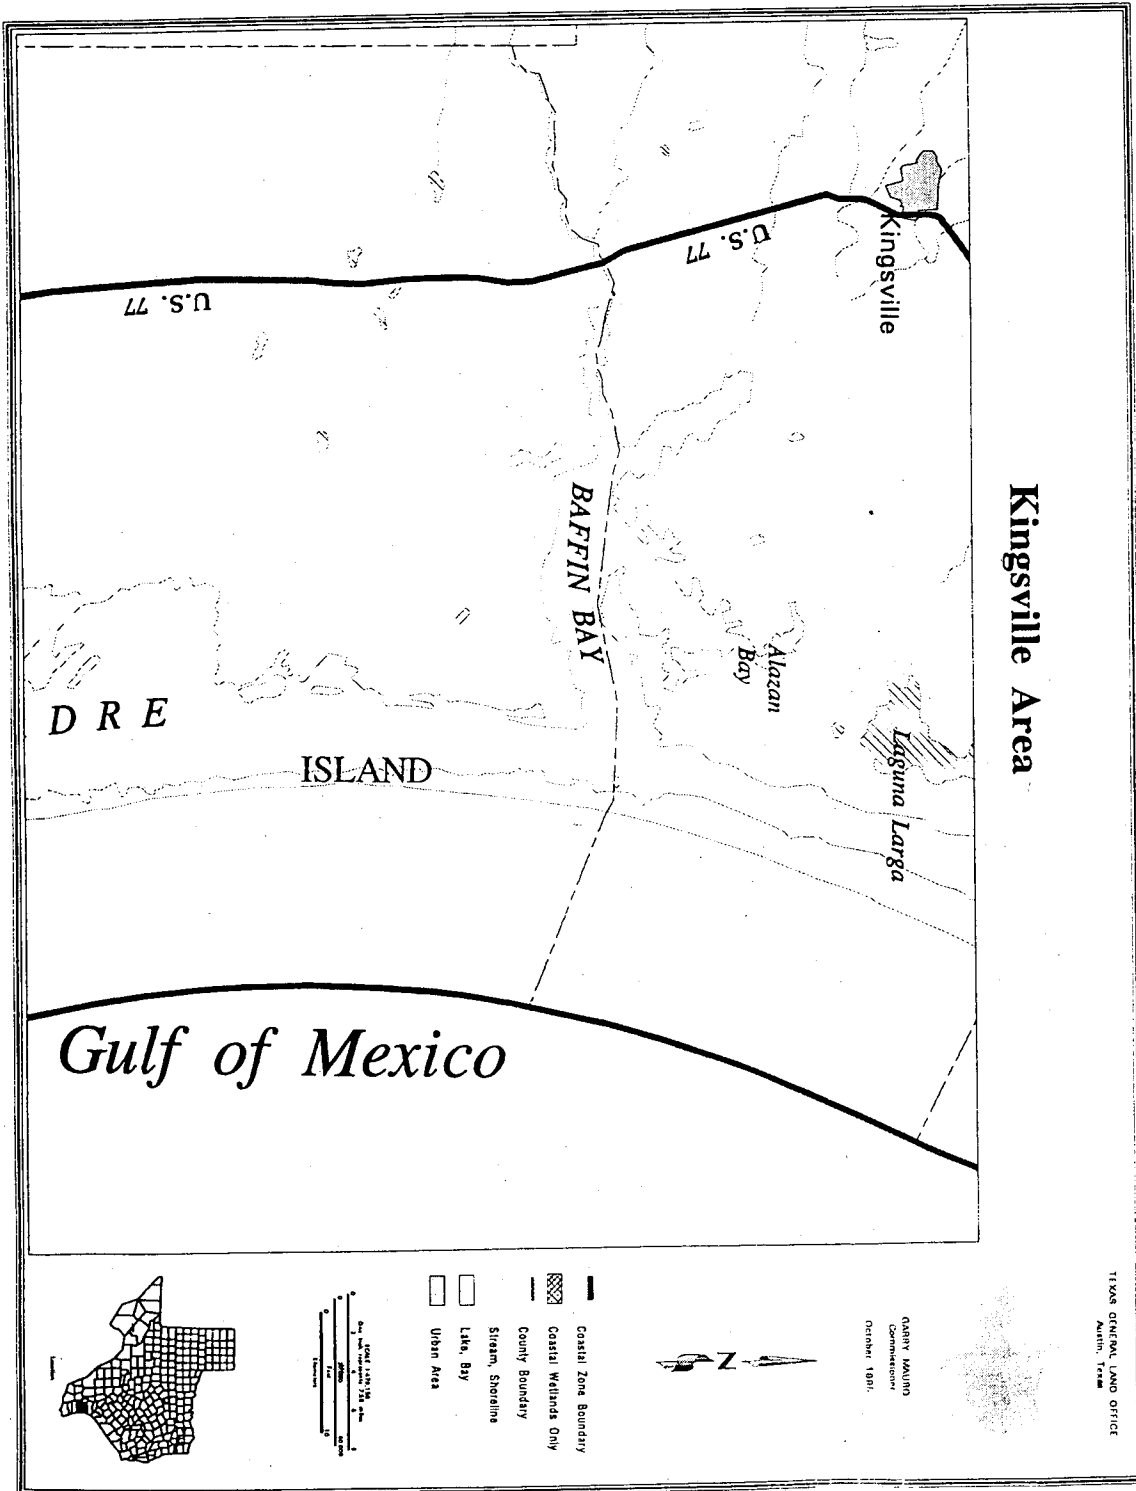 Kingsville Area
Kingsville
U.S. 77
U.S. 77
Laguna Larga
Alazan
Bay
BAFFIN BAY
D R E
ISLAND
Gulf of Mexico
TEXAS GENERAL LAND OFFICE
Austin, Texas
GARRY MAURO
Commissioner
N
Coastal Zone Boundary
Coastal Wetlands Only
County Boundary
Stream, Shoreline
Lake, Bay
Urban Area